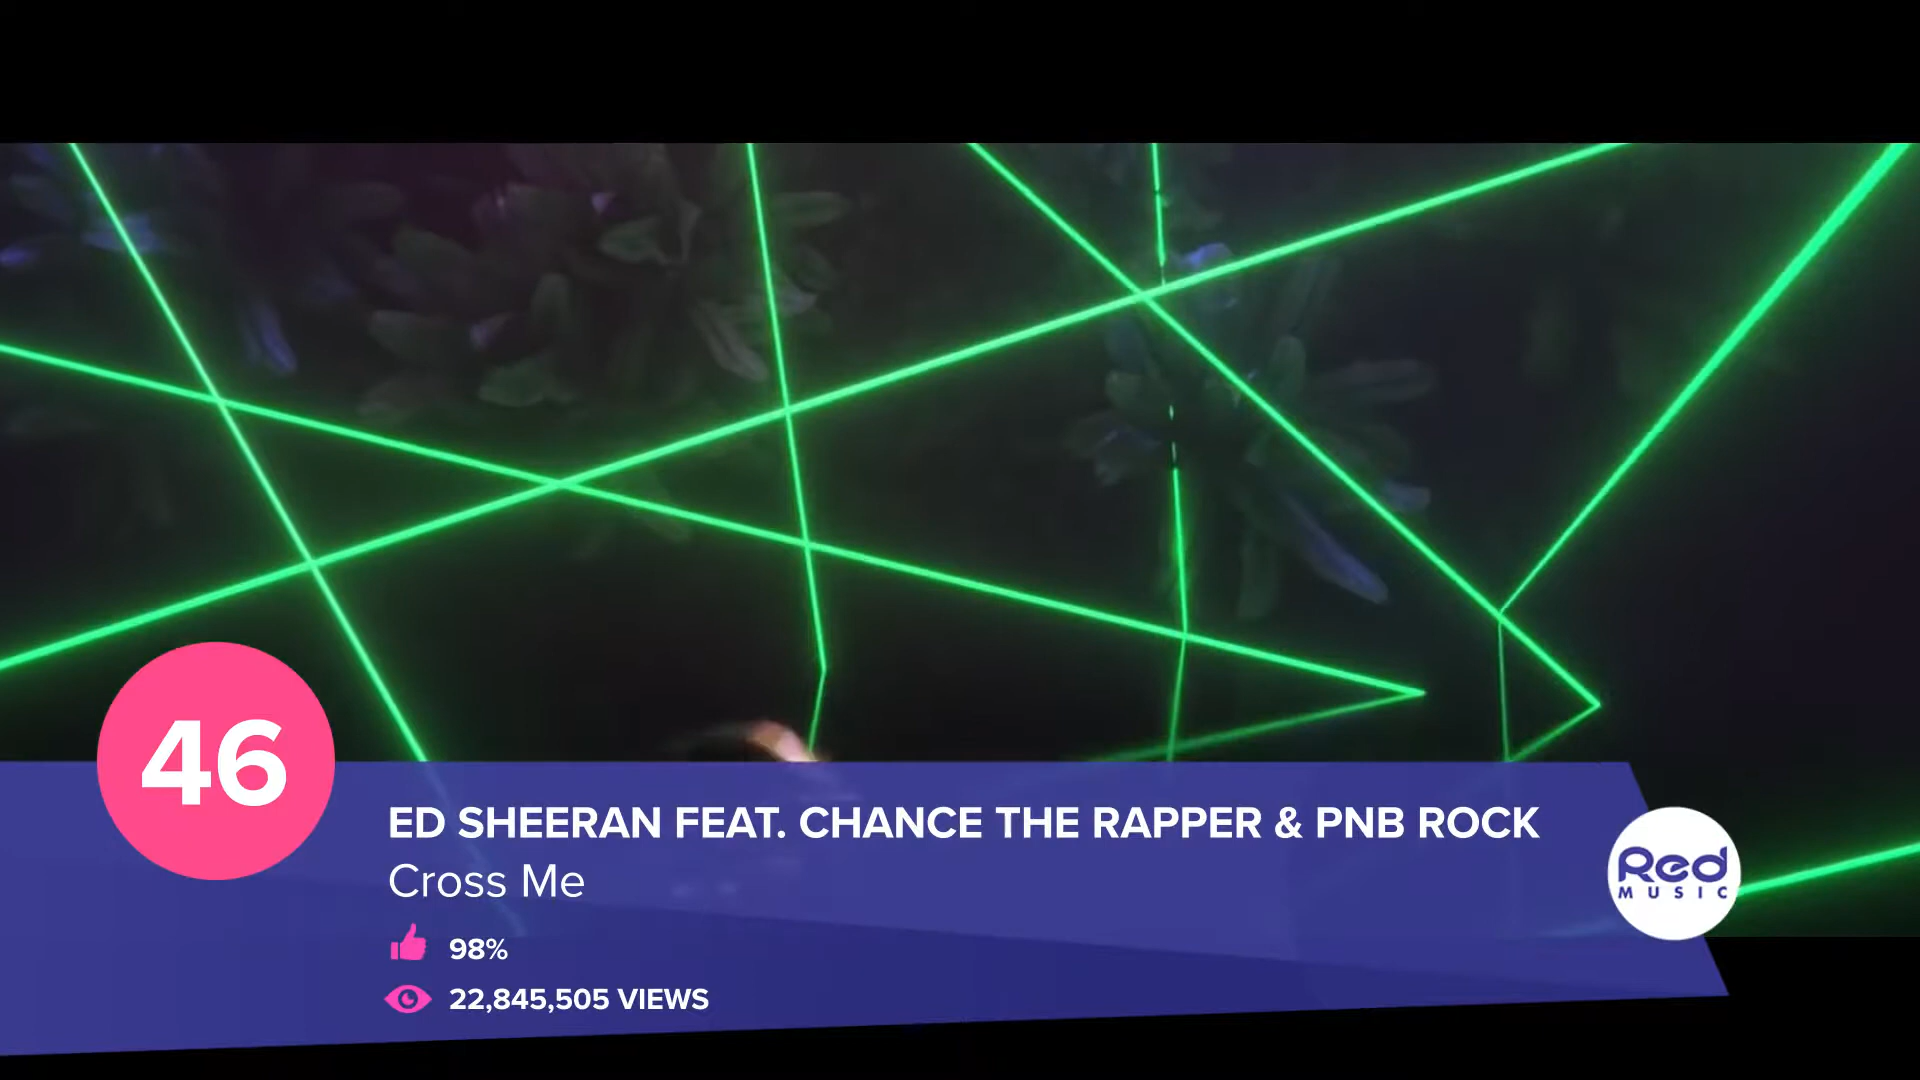 46
ED SHEERAN FEAT. CHANCE THE RAPPER & PNB ROCK
Cross Me
98%
22,845,505 VIEWS
Red
MUSIC